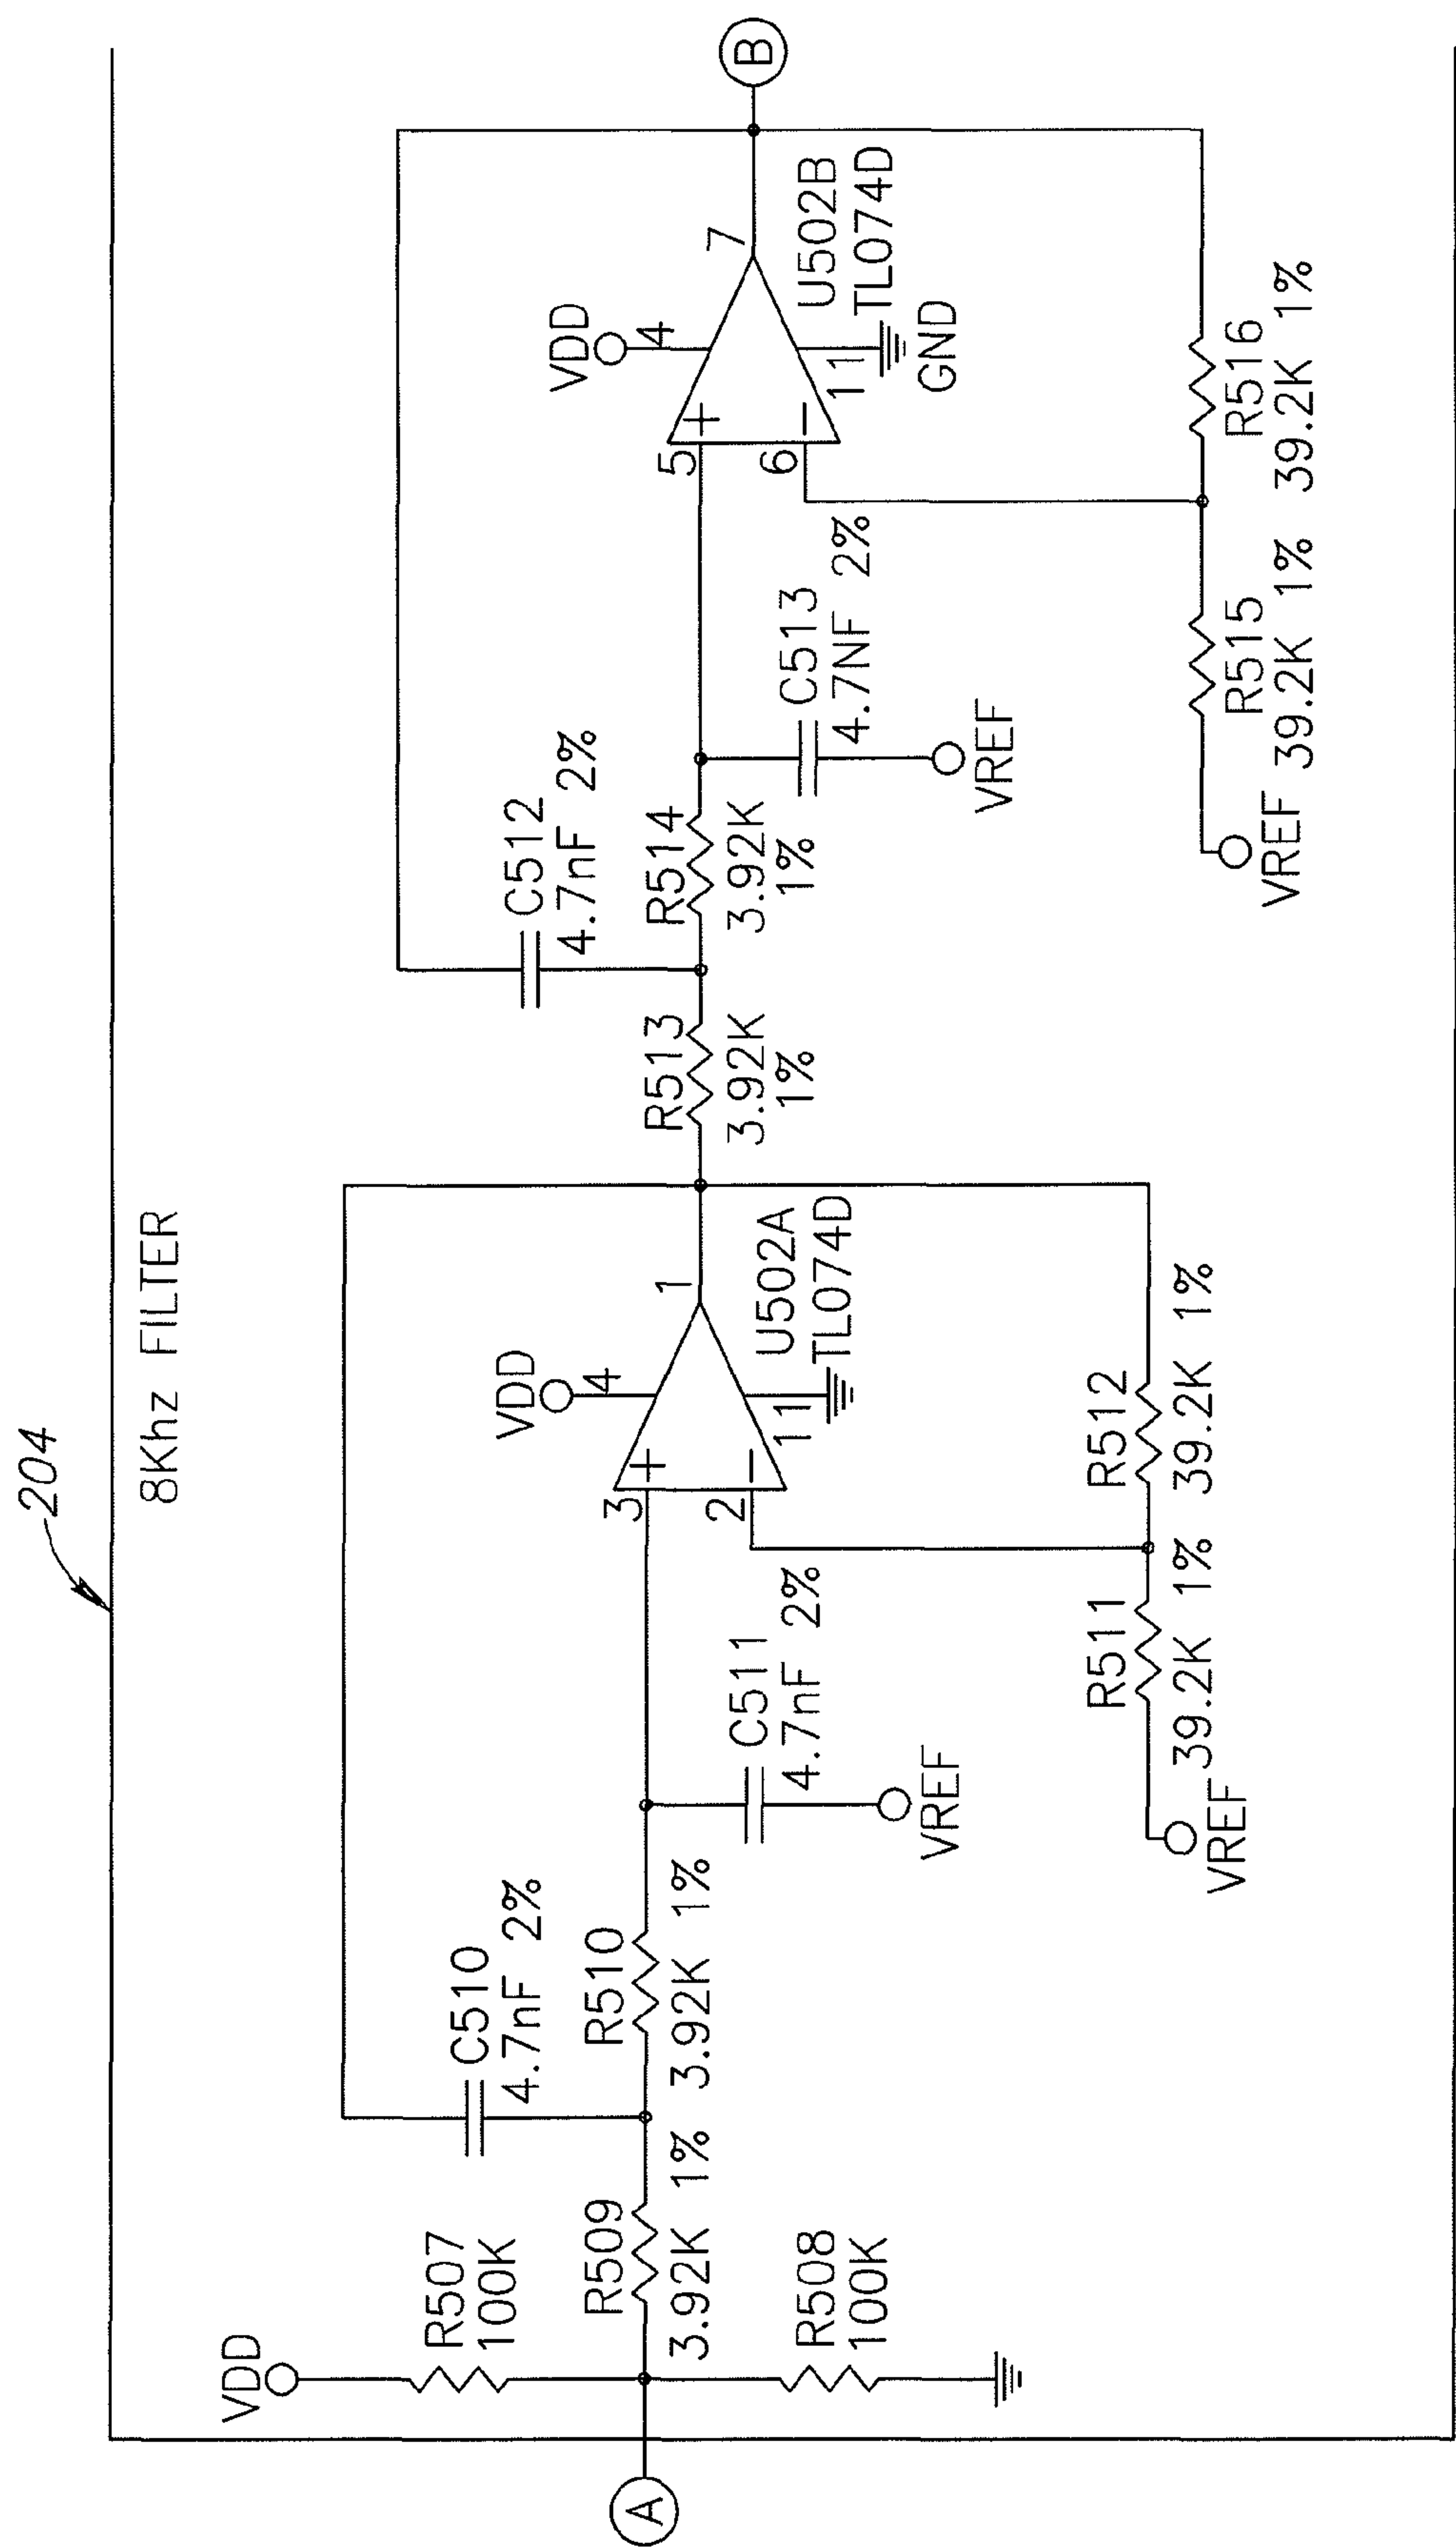 204
8Khz FILTER
A
VDD
R507
100K
R508
100K
R509
3.92K 1%
C510
4.7nF 2%
R510
3.92K 1%
C511
4.7nF 2%
VREF
3
2
VDD
4
11
1
U502A
TL074D
VREF
R511
39.2K 1%
R512
39.2K 1%
R513
3.92K
1%
C512
4.7nF 2%
R514
3.92K
1%
C513
4.7NF 2%
VREF
5
6
VDD
4
11
GND
7
U502B
TL074D
VREF
R515
39.2K 1%
R516
39.2K 1%
B